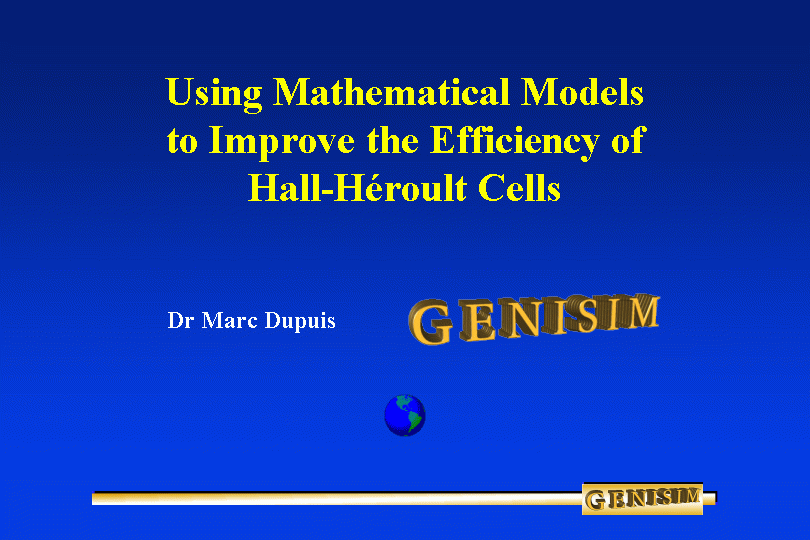 Using Mathematical Models
to Improve the Efficiency of
Hall-Héroult Cells
Dr Marc Dupuis
GENISIM
GENISIM